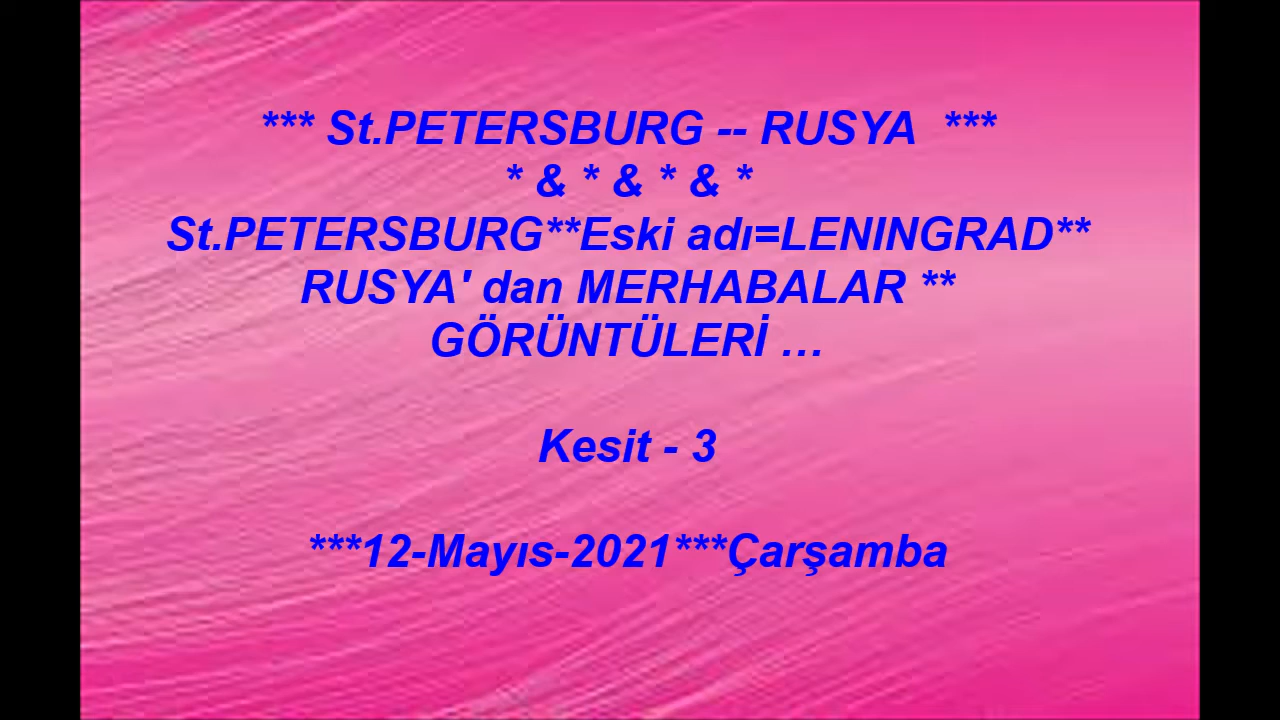 *** St.PETERSBURG -- RUSYA  ***
* & * & * & *
St.PETERSBURG**Eski adı=LENINGRAD**
RUSYA' dan MERHABALAR **
GÖRÜNTÜLERİ …
Kesit - 3
***12-Mayıs-2021***Çarşamba